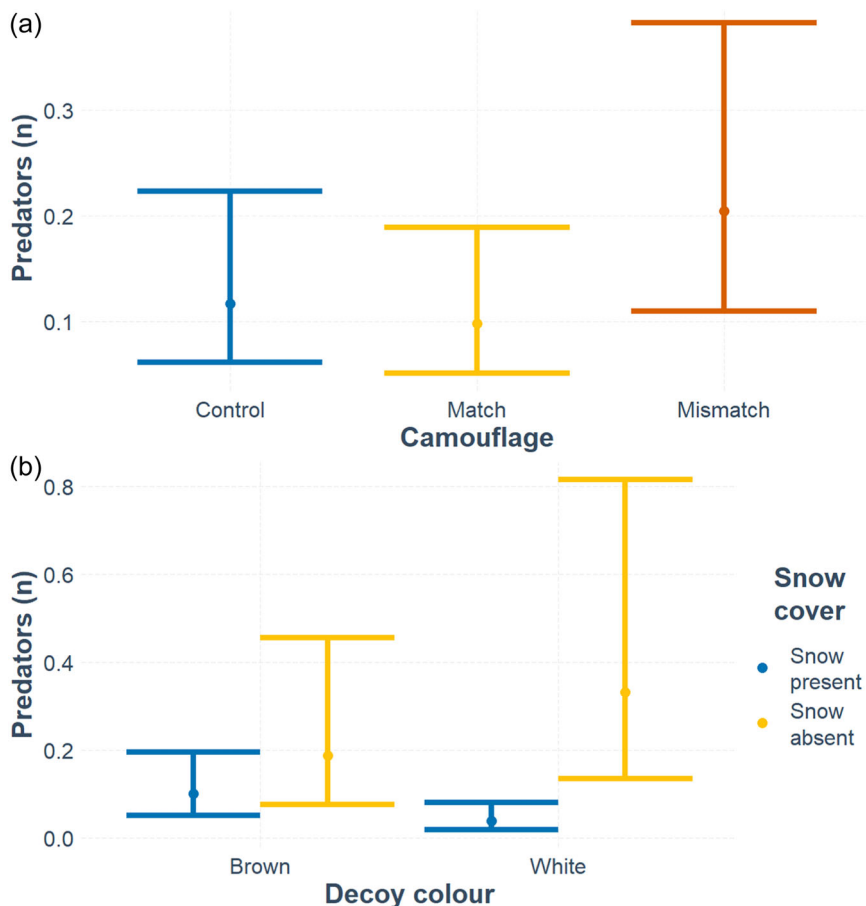 (a)
Predators (n)
0.3
0.2
0.1
Control Match Mismatch
Camouflage
(b)
Predators (n)
0.8
0.6
0.4
0.2
0.0
Brown White
Decoy colour
Snow
cover
Snow
present
Snow
absent